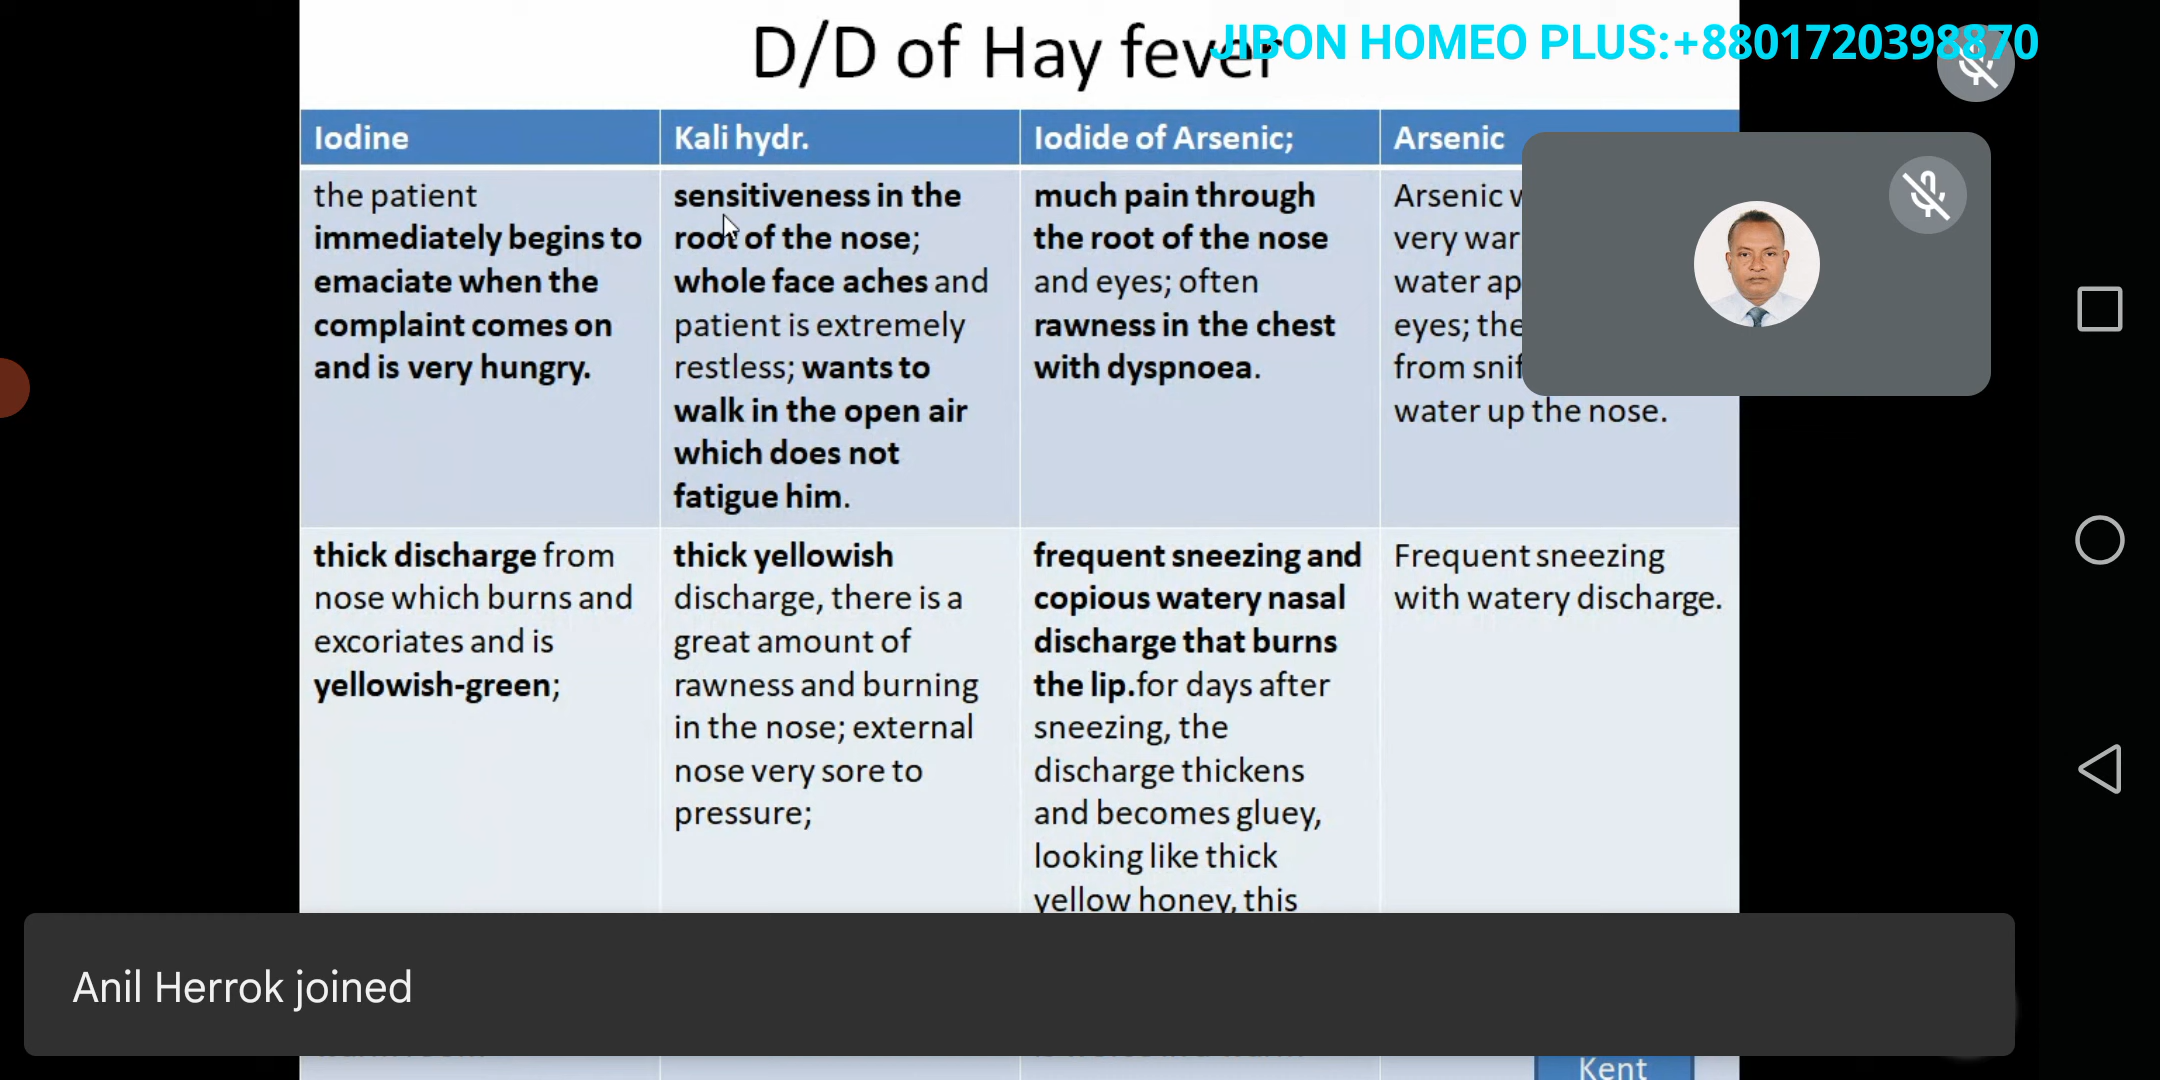 D/D of Hay fever
JIBON HOMEO PLUS:+8801720398870
Iodine
the patient
immediately begins to
emaciate when the
complaint comes on
and is very hungry.
Kali hydr.
sensitiveness in the
root of the nose;
whole face aches and
patient is extremely
restless; wants to
walk in the open air
which does not
fatigue him.
Iodide of Arsenic;
much pain through
the root of the nose
and eyes; often
rawness in the chest
with dyspnoea.
Arsenic
Arsenic
very
water
eyes;
from
water up the nose.
thick discharge from
nose which burns and
excoriates and is
yellowish-green;
thick yellowish
discharge, there is a
great amount of
rawness and burning
in the nose; external
nose very sore to
pressure;
frequent sneezing and
copious watery nasal
discharge that burns
the lip.for days after
sneezing, the
discharge thickens
and becomes gluey,
looking like thick
yellow honey, this
Frequent sneezing
with watery discharge.
Anil Herrok joined
Kent